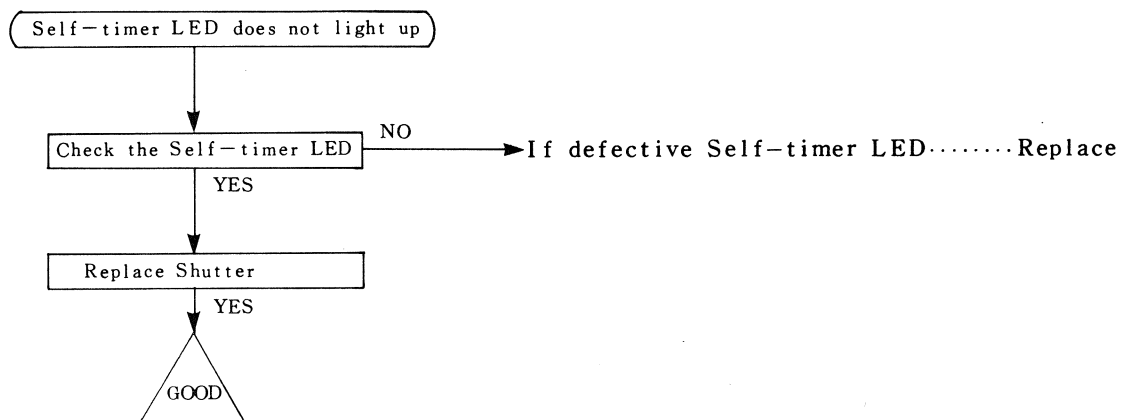 Self-timer LED does not light up
NO
Check the Self-timer LED
If defective Self-timer LED········Replace
YES
Replace Shutter
YES
GOOD